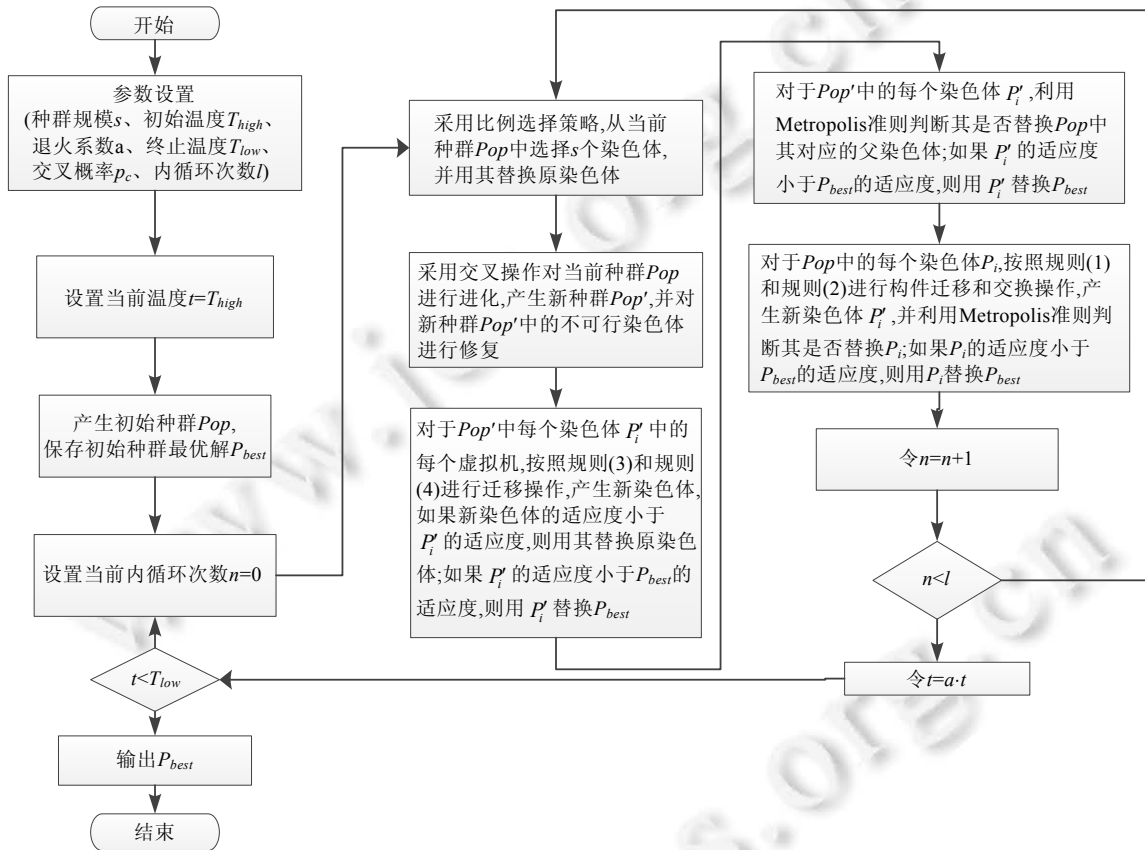 开始
参数设置
(种群规模s、初始温度T_high、
退火系数a、终止温度T_low、
交叉概率p_c、内循环次数l)
设置当前温度t=T_high
产生初始种群Pop,
保存初始种群最优解P_best
设置当前内循环次数n=0
t<T_low
输出P_best
结束
采用比例选择策略,从当前
种群Pop中选择s个染色体,
并用其替换原染色体
采用交叉操作对当前种群Pop
进行进化,产生新种群Pop′,并对
新种群Pop′中的不可行染色体
进行修复
对于Pop′中每个染色体P_i′中的
每个虚拟机,按照规则(3)和规则
(4)进行迁移操作,产生新染色体,
如果新染色体的适应度小于
P_i′的适应度,则用其替换原染色
体;如果P_i′的适应度小于P_best的
适应度,则用P_i′替换P_best
对于Pop′中的每个染色体P_i′,利用
Metropolis准则判断其是否替换Pop中
其对应的父染色体;如果P_i′的适应度
小于P_best的适应度,则用P_i′替换P_best
对于Pop中的每个染色体P_i,按照规则(1)
和规则(2)进行构件迁移和交换操作,产
生新染色体P_i′,并利用Metropolis准则判
断其是否替换P_i;如果P_i的适应度小于
P_best的适应度,则用P_i替换P_best
令n=n+1
n<l
令t=a·t